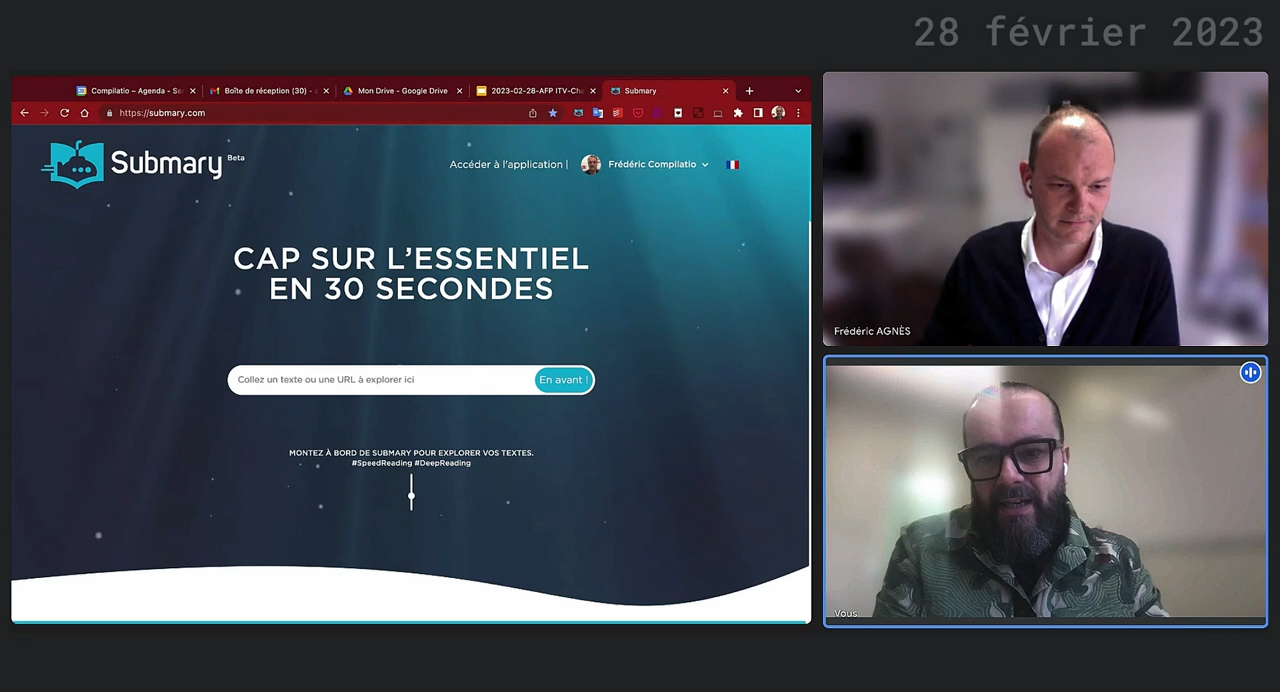 28 février 2023
Compilatio – Agenda - Se
Boîte de réception (30) -
Mon Drive - Google Drive
2023-02-28-AFP ITV-Ch
Submary
https://submary.com
Submary Beta
Accéder à l'application |
Frédéric Compilatio
CAP SUR L’ESSENTIEL
EN 30 SECONDES
Collez un texte ou une URL à explorer ici
En avant !
MONTEZ À BORD DE SUBMARY POUR EXPLORER VOS TEXTES.
#SpeedReading #DeepReading
Frédéric AGNÈS
Vous